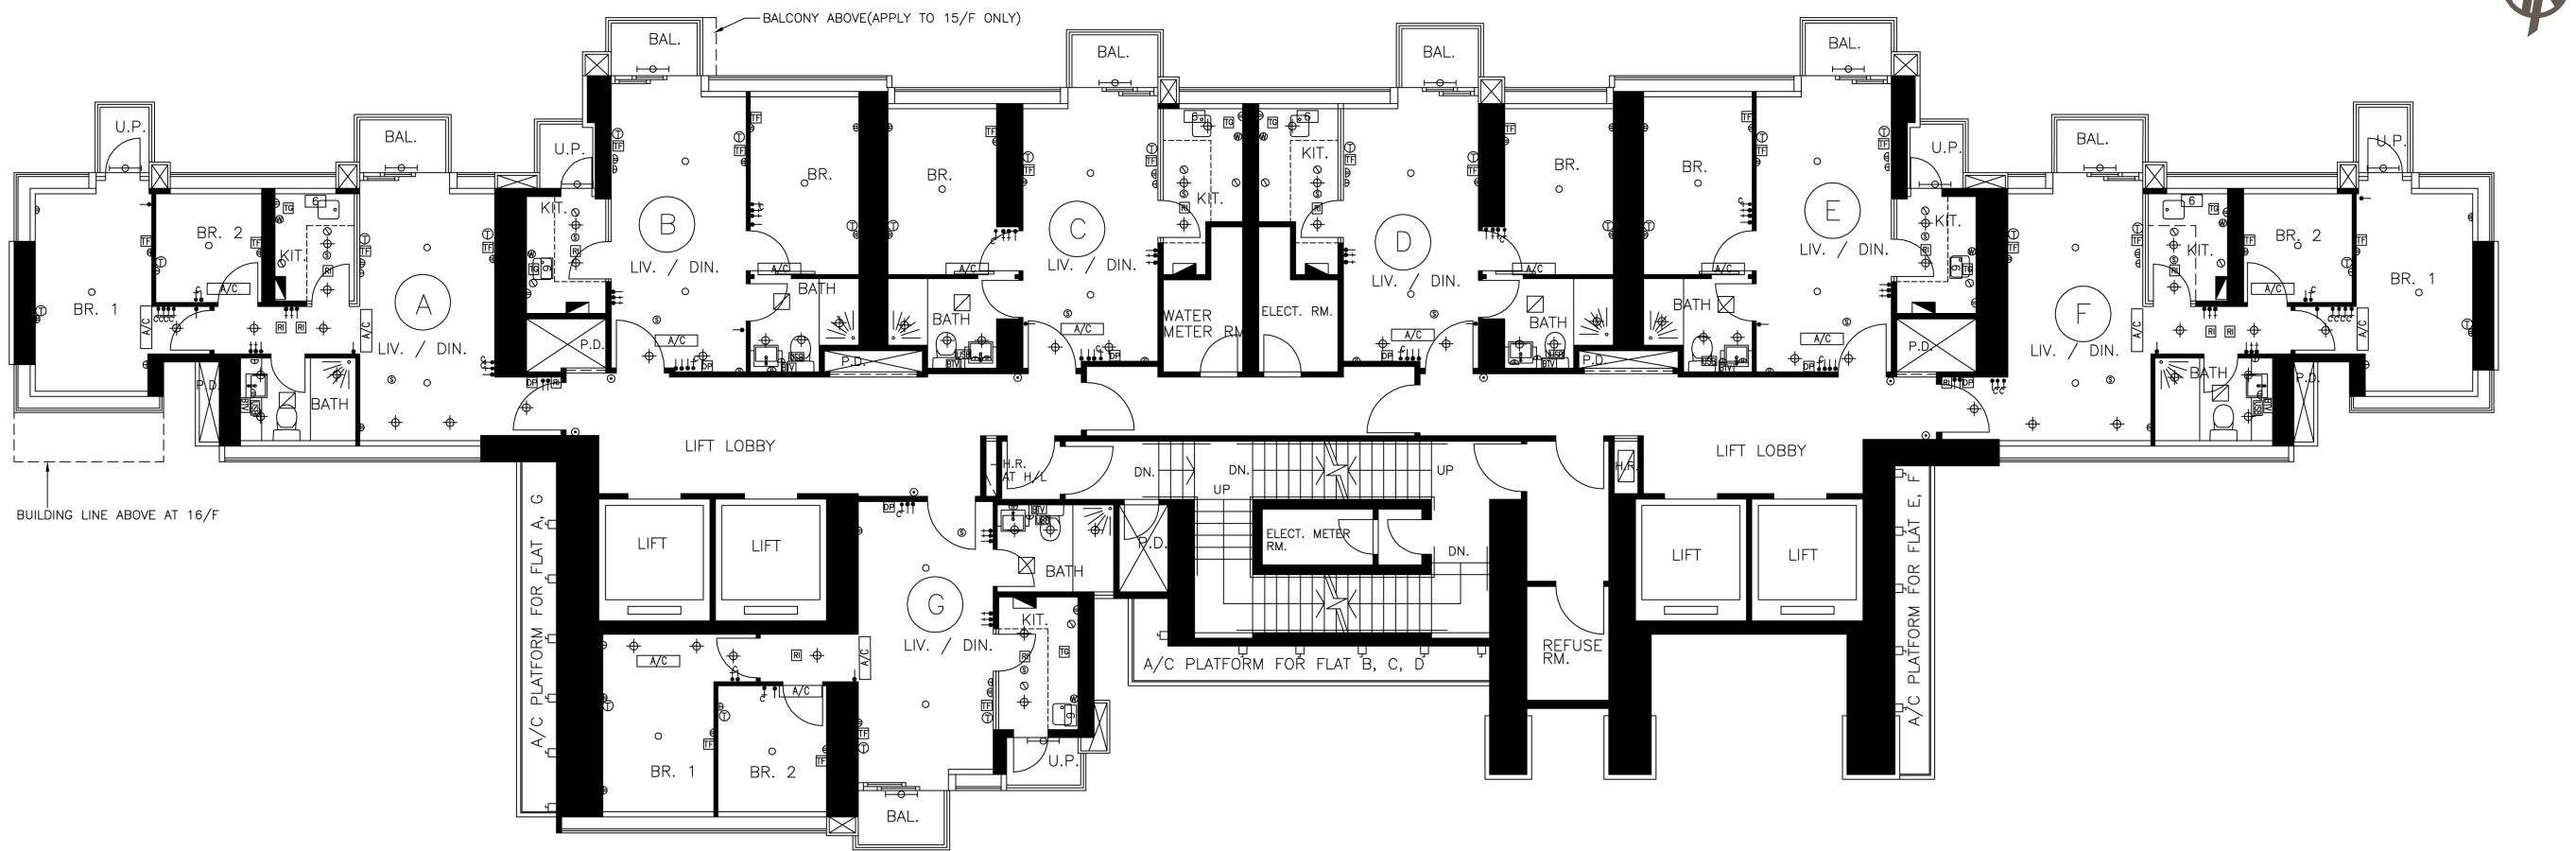 BALCONY ABOVE(APPLY TO 15/F ONLY)
BAL.
BAL.
BAL.
BAL.
U.P.
BAL.
U.P.
U.P.
BAL.
U.P.
BR. 2
KIT.
KIT.
B
LIV. / DIN.
BR.
BR.
C
LIV. / DIN.
KIT.
KIT.
D
LIV. / DIN.
BR.
BR.
E
LIV. / DIN.
KIT.
KIT.
BR. 2
BR. 1
A
LIV. / DIN.
BATH
BATH
WATER
METER RM.
ELECT. RM.
BATH
BATH
F
LIV. / DIN.
BR. 1
P.D.
P.D.
P.D.
P.D.
P.D.
P.D.
BATH
BATH
A/C
A/C
A/C
A/C
A/C
A/C
A/C
A/C
A/C
A/C
A/C
A/C
A/C
A/C
LIFT LOBBY
H.R.
AT H/L
DN.
DN.
UP
UP
H.R.
LIFT LOBBY
BUILDING LINE ABOVE AT 16/F
A/C PLATFORM FOR FLAT A, G
LIFT
LIFT
G
LIV. / DIN.
BATH
P.D.
ELECT. METER
RM.
DN.
LIFT
LIFT
A/C PLATFORM FOR FLAT E, F
KIT.
A/C
A/C
A/C
A/C PLATFORM FOR FLAT B, C, D
REFUSE
RM.
BR. 1
BR. 2
U.P.
BAL.